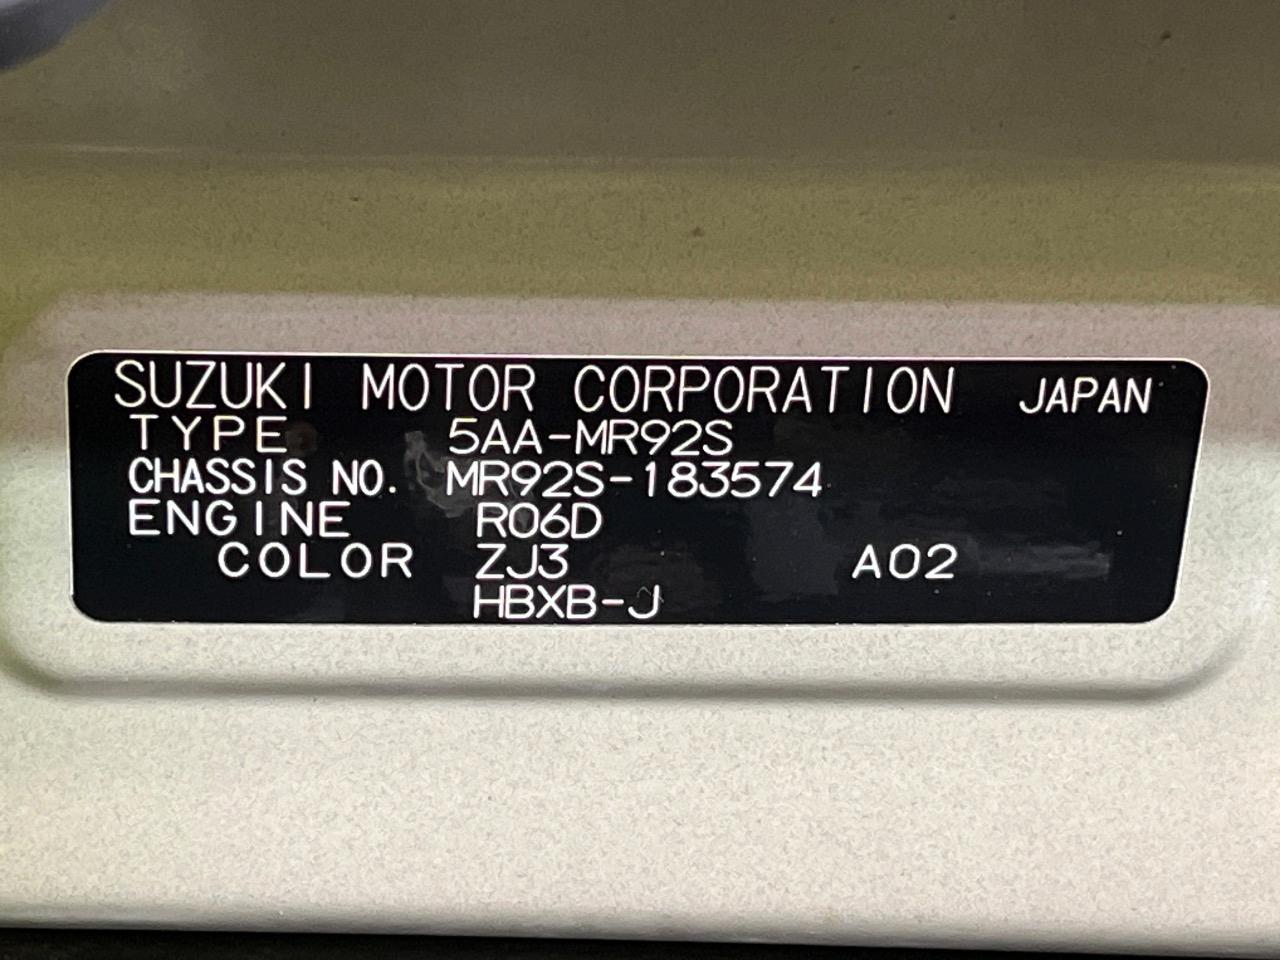 SUZUKI MOTOR CORPORATION JAPAN
TYPE 5AA-MR92S
CHASSIS NO. MR92S-183574
ENGINE R06D
COLOR ZJ3 A02
HBXB-J